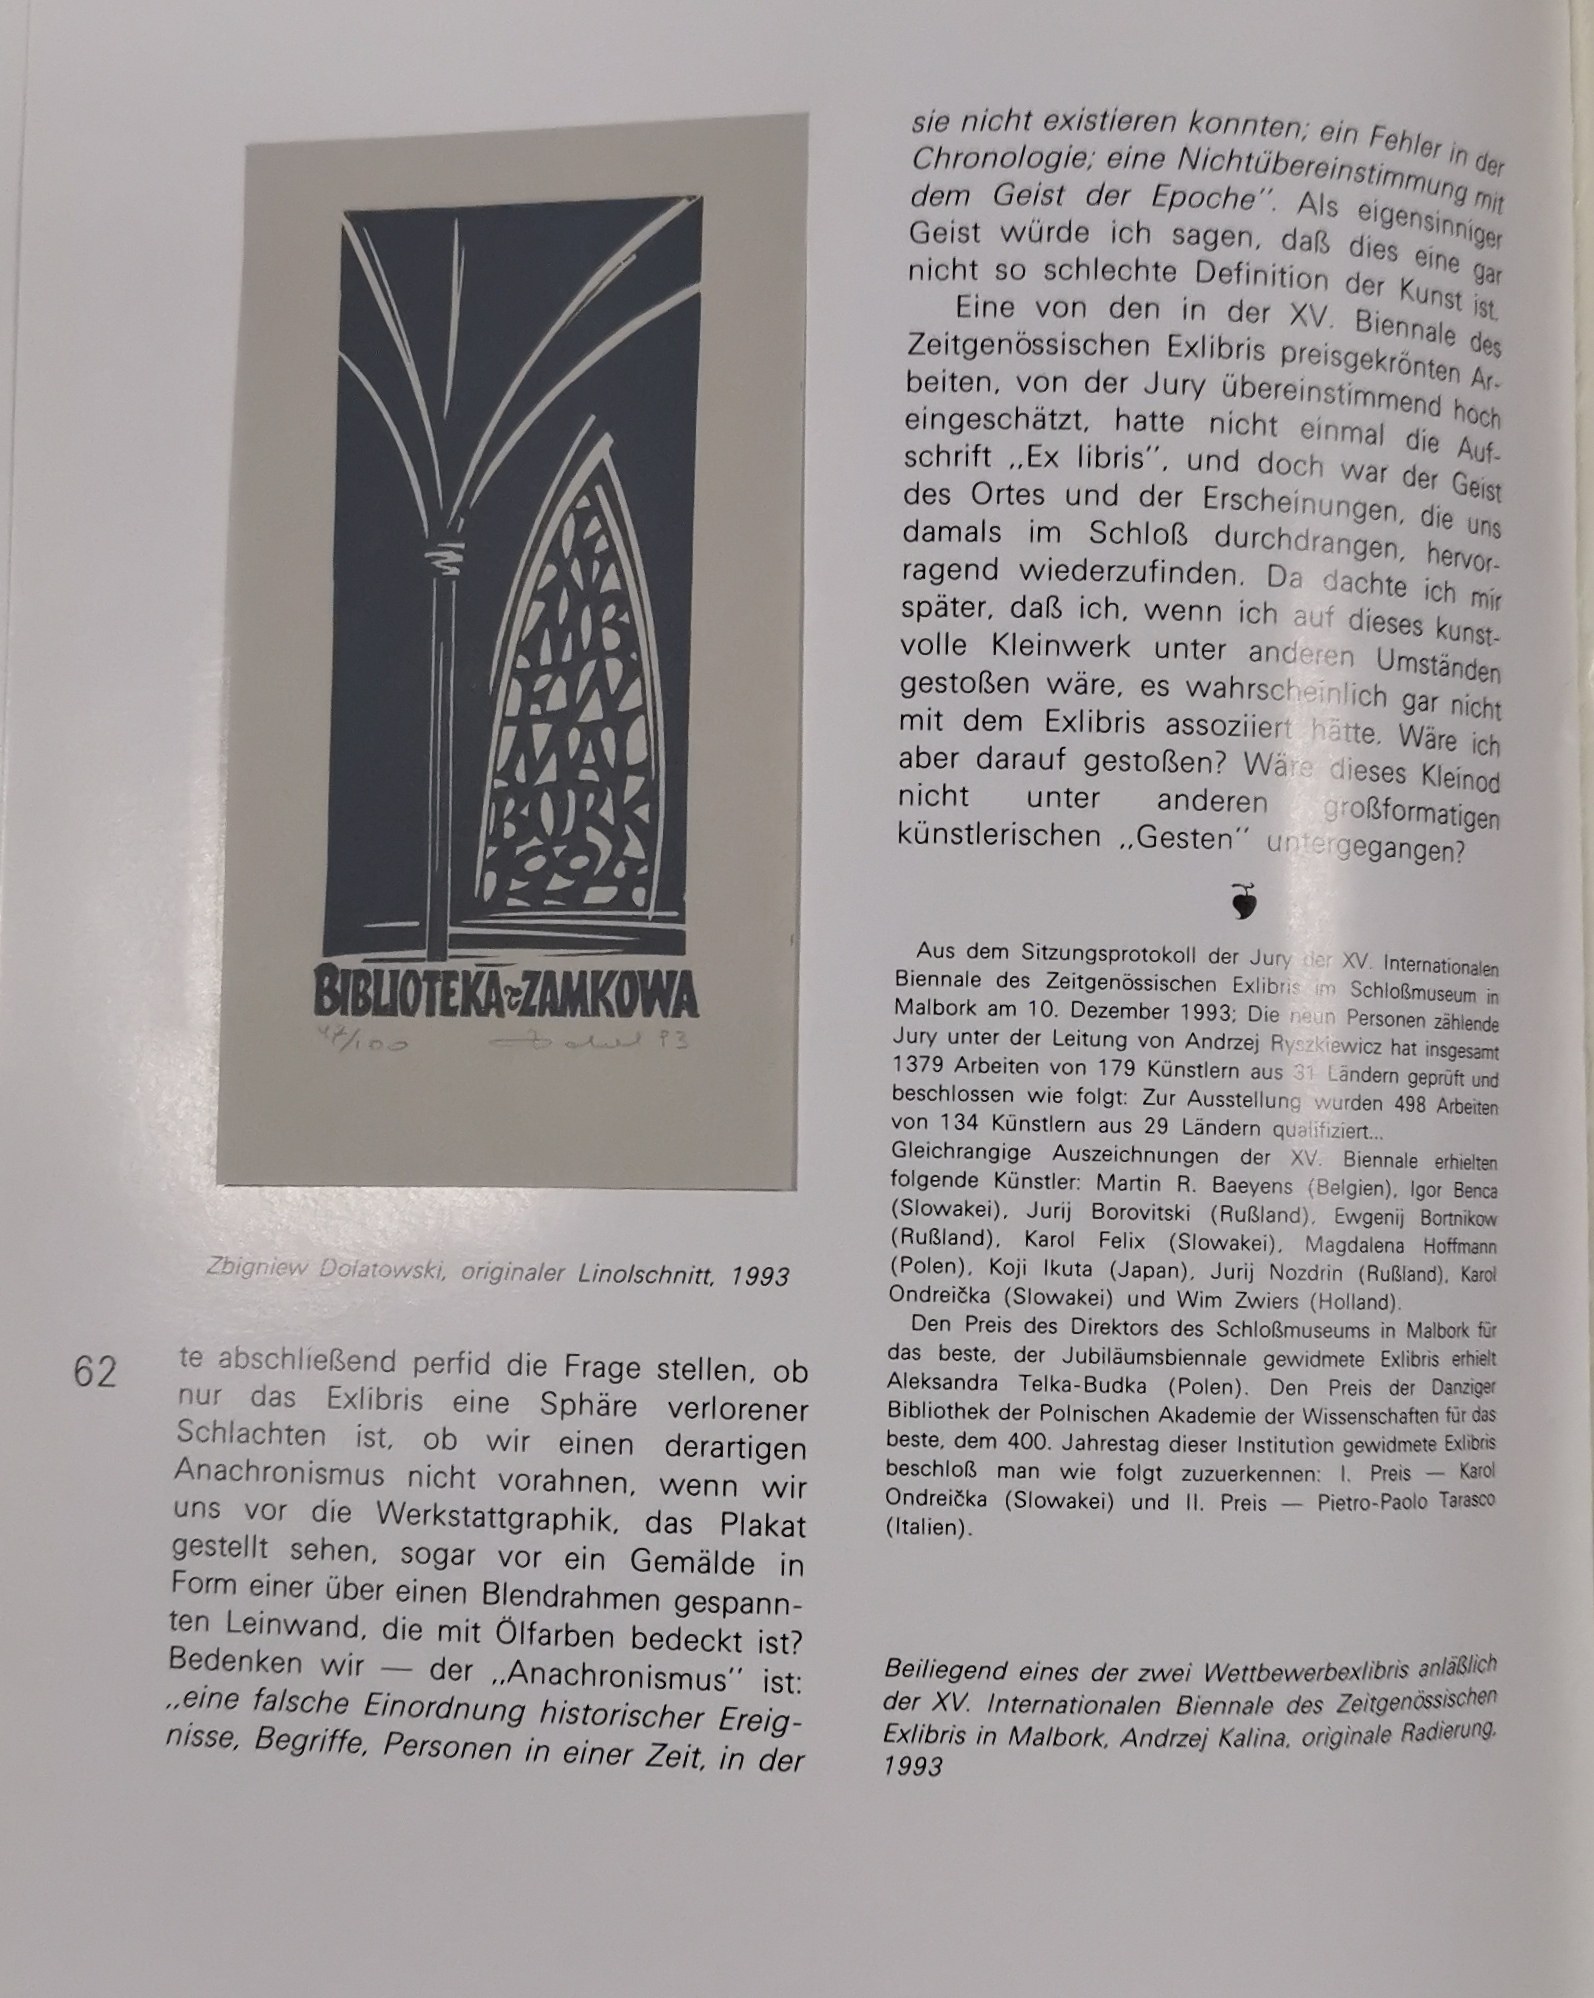 BIBLIOTEKA ZAMKOWA
47/100
93
Zbigniew Dołatowski, originaler Linolschnitt, 1993
62
te abschließend perfid die Frage stellen, ob
nur das Exlibris eine Sphäre verlorener
Schlachten ist, ob wir einen derartigen
Anachronismus nicht vorahnen, wenn wir
uns vor die Werkstattgraphik, das Plakat
gestellt sehen, sogar vor ein Gemälde in
Form einer über einen Blendrahmen gespann-
ten Leinwand, die mit Ölfarben bedeckt ist?
Bedenken wir — der „Anachronismus” ist:
„eine falsche Einordnung historischer Ereig-
nisse, Begriffe, Personen in einer Zeit, in der
sie nicht existieren konnten; ein Fehler in der
Chronologie; eine Nichtübereinstimmung mit
dem Geist der Epoche”. Als eigensinniger
Geist würde ich sagen, daß dies eine gar
nicht so schlechte Definition der Kunst ist.
Eine von den in der XV. Biennale des
Zeitgenössischen Exlibris preisgekrönten Ar-
beiten, von der Jury übereinstimmend hoch
eingeschätzt, hatte nicht einmal die Auf-
schrift „Ex libris”, und doch war der Geist
des Ortes und der Erscheinungen, die uns
damals im Schloß durchdrangen, hervor-
ragend wiederzufinden. Da dachte ich mir
später, daß ich, wenn ich auf dieses kunst-
volle Kleinwerk unter anderen Umständen
gestoßen wäre, es wahrscheinlich gar nicht
mit dem Exlibris assoziiert hätte. Wäre ich
aber darauf gestoßen? Wäre dieses Kleinod
nicht unter anderen großformatigen
künstlerischen „Gesten” untergegangen?
Aus dem Sitzungsprotokoll der Jury der XV. Internationalen
Biennale des Zeitgenössischen Exlibris im Schloßmuseum in
Malbork am 10. Dezember 1993; Die neun Personen zählende
Jury unter der Leitung von Andrzej Ryszkiewicz hat insgesamt
1379 Arbeiten von 179 Künstlern aus 31 Ländern geprüft und
beschlossen wie folgt: Zur Ausstellung wurden 498 Arbeiten
von 134 Künstlern aus 29 Ländern qualifiziert...
Gleichrangige Auszeichnungen der XV. Biennale erhielten
folgende Künstler: Martin R. Baeyens (Belgien), Igor Benca
(Slowakei), Jurij Borovitski (Rußland), Ewgenij Bortnikow
(Rußland), Karol Felix (Slowakei), Magdalena Hoffmann
(Polen), Koji Ikuta (Japan), Jurij Nozdrin (Rußland), Karol
Ondreička (Slowakei) und Wim Zwiers (Holland).
Den Preis des Direktors des Schloßmuseums in Malbork für
das beste, der Jubiläumsbiennale gewidmete Exlibris erhielt
Aleksandra Telka-Budka (Polen). Den Preis der Danziger
Bibliothek der Polnischen Akademie der Wissenschaften für das
beste, dem 400. Jahrestag dieser Institution gewidmete Exlibris
beschloß man wie folgt zuzuerkennen: I. Preis — Karol
Ondreička (Slowakei) und II. Preis — Pietro-Paolo Tarasco
(Italien).
Beiliegend eines der zwei Wettbewerbexlibris anläßlich
der XV. Internationalen Biennale des Zeitgenössischen
Exlibris in Malbork, Andrzej Kalina, originale Radierung,
1993